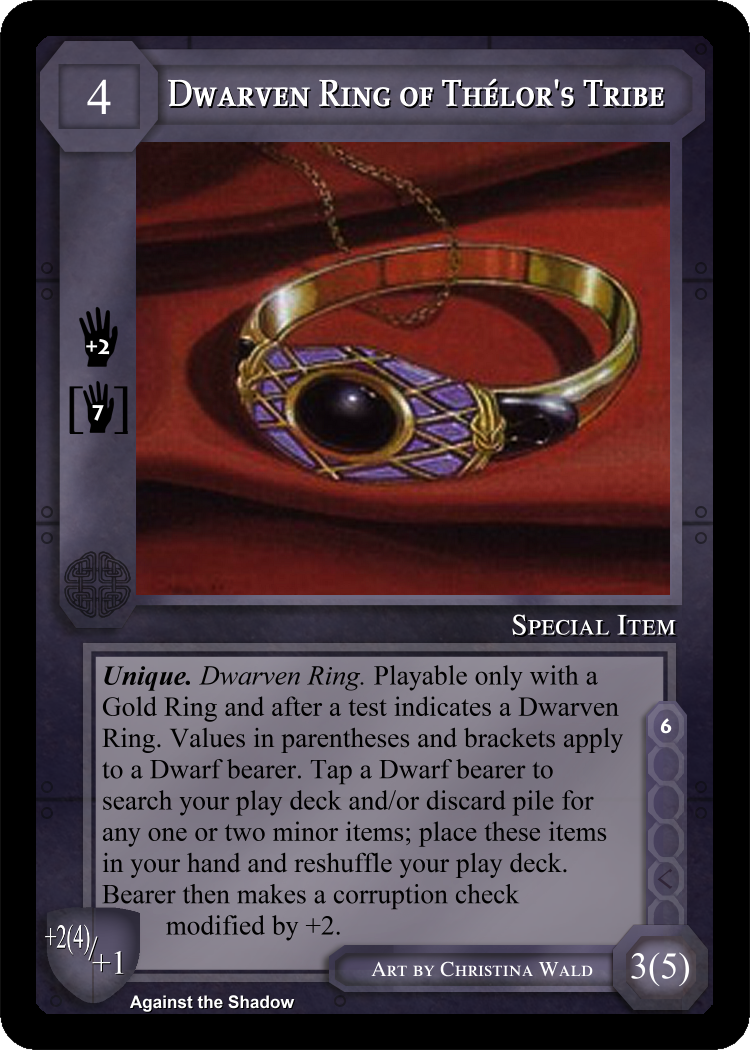 4
Dwarven Ring of Thélor's Tribe
+2
[7]
Special Item
Unique. Dwarven Ring. Playable only with a
Gold Ring and after a test indicates a Dwarven
Ring. Values in parentheses and brackets apply
to a Dwarf bearer. Tap a Dwarf bearer to
search your play deck and/or discard pile for
any one or two minor items; place these items
in your hand and reshuffle your play deck.
Bearer then makes a corruption check
modified by +2.
6
+2(4)/+1
Art by Christina Wald
3(5)
Against the Shadow